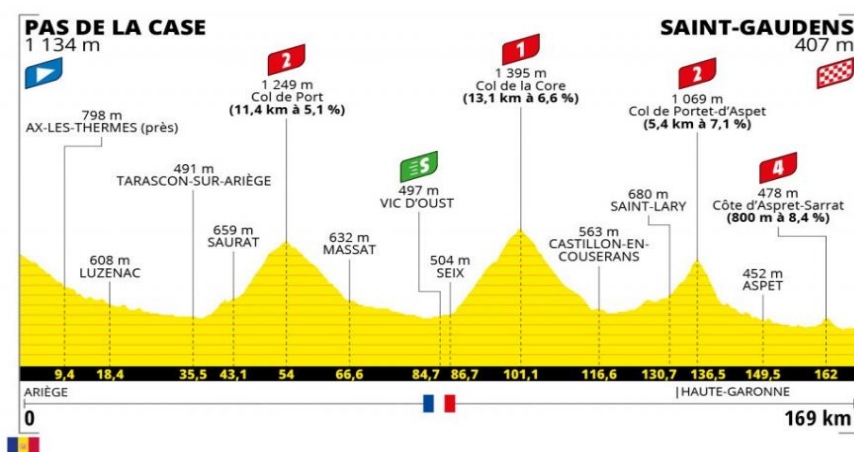 PAS DE LA CASE
1 134 m
SAINT-GAUDENS
407 m
2
1 249 m
Col de Port
(11,4 km à 5,1 %)
1
1 395 m
Col de la Core
(13,1 km à 6,6 %)
2
1 069 m
Col de Portet-d'Aspet
(5,4 km à 7,1 %)
798 m
AX-LES-THERMES (près)
491 m
TARASCON-SUR-ARIÈGE
S
497 m
VIC D'OUST
4
478 m
Côte d'Aspret-Sarrat
(800 m à 8,4 %)
608 m
LUZENAC
659 m
SAURAT
632 m
MASSAT
504 m
SEIX
563 m
CASTILLON-EN-
COUSERANS
680 m
SAINT-LARY
452 m
ASPET
9,4 18,4 35,5 43,1 54 66,6 84,7 86,7 101,1 116,6 130,7 136,5 149,5 162
ARIÈGE
|HAUTE-GARONNE
0
169 km